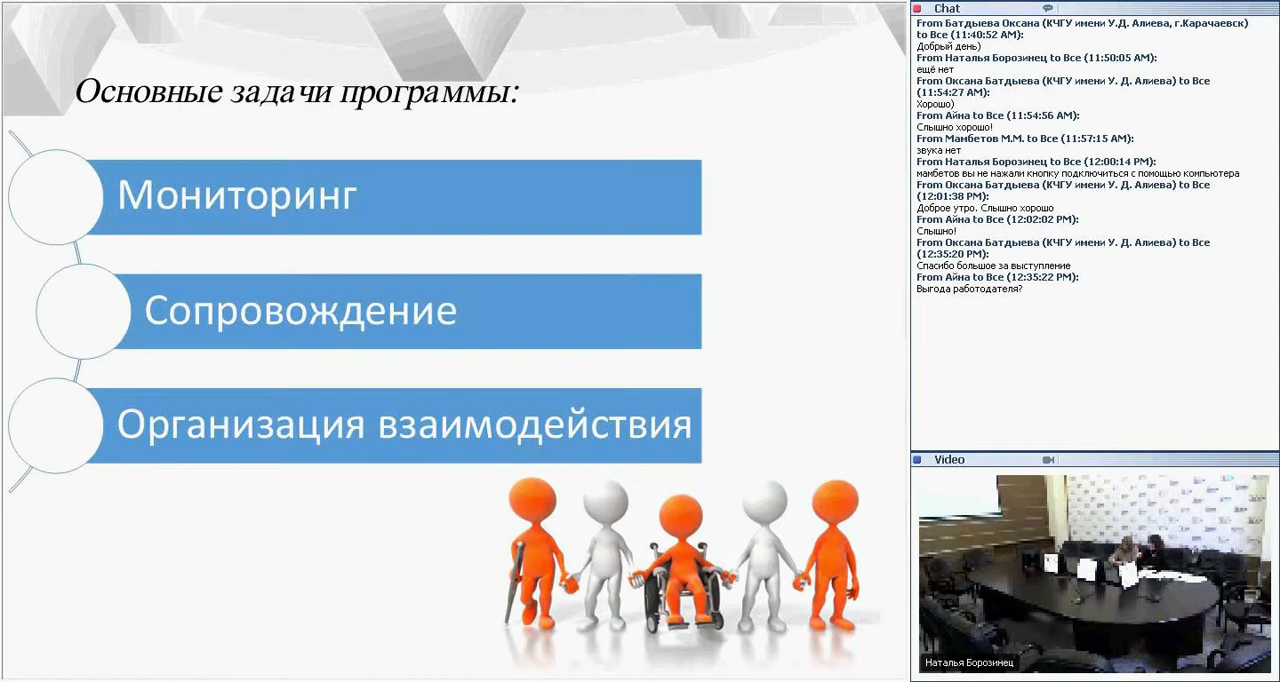 Основные задачи программы:
Мониторинг
Сопровождение
Организация взаимодействия
Chat
From Батдыева Оксана (КЧГУ имени У.Д. Алиева, г.Карачаевск)
to Все (11:40:52 AM):
Добрый день)
From Наталья Борозинец to Все (11:50:05 AM):
ещё нет
From Оксана Батдыева (КЧГУ имени У. Д. Алиева) to Все
(11:54:27 AM):
Хорошо)
From Айна to Все (11:54:56 AM):
Слышно хорошо!
From Мамбетов М.М. to Все (11:57:15 AM):
звука нет
From Наталья Борозинец to Все (12:00:14 PM):
мамбетов вы не нажали кнопку подключиться с помощью компьютера
From Оксана Батдыева (КЧГУ имени У. Д. Алиева) to Все
(12:01:38 PM):
Доброе утро. Слышно хорошо
From Айна to Все (12:02:02 PM):
Слышно!
From Оксана Батдыева (КЧГУ имени У. Д. Алиева) to Все
(12:35:20 PM):
Спасибо большое за выступление
From Айна to Все (12:35:22 PM):
Выгода работодателя?
Video
Наталья Борозинец